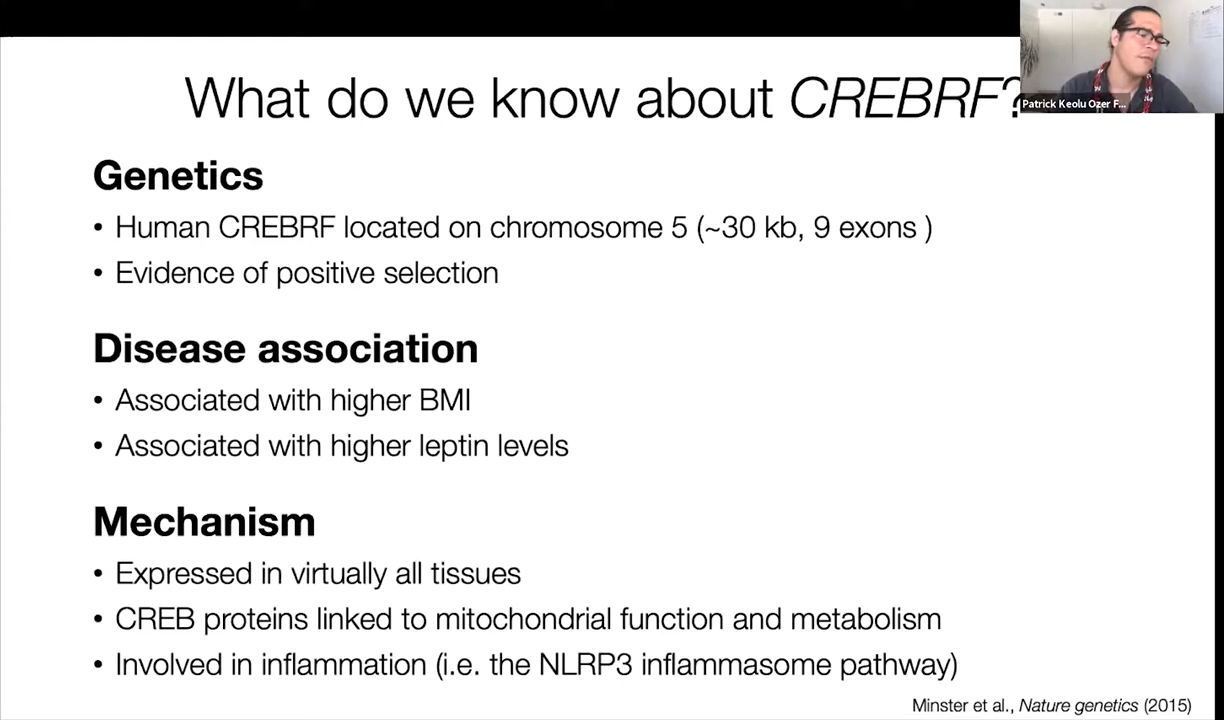 What do we know about CREBRF?
Patrick Keolu Ozer F...
Genetics
• Human CREBRF located on chromosome 5 (~30 kb, 9 exons )
• Evidence of positive selection
Disease association
• Associated with higher BMI
• Associated with higher leptin levels
Mechanism
• Expressed in virtually all tissues
• CREB proteins linked to mitochondrial function and metabolism
• Involved in inflammation (i.e. the NLRP3 inflammasome pathway)
Minster et al., Nature genetics (2015)